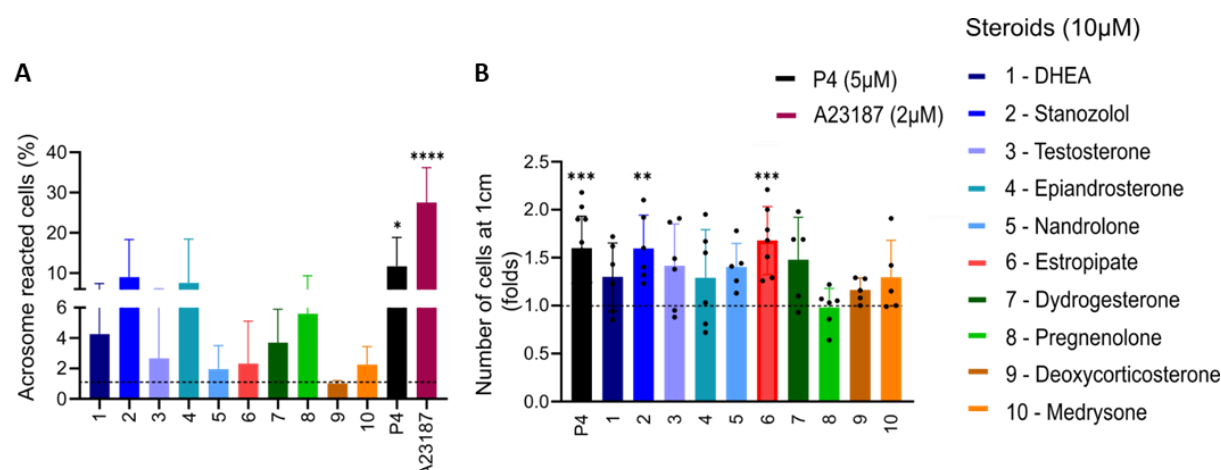 Steroids (10µM)
A
B
P4 (5µM)
A23187 (2µM)
1 - DHEA
2 - Stanozolol
3 - Testosterone
4 - Epiandrosterone
5 - Nandrolone
6 - Estropipate
7 - Dydrogesterone
8 - Pregnenolone
9 - Deoxycorticosterone
10 - Medrysone
Acrosome reacted cells (%)
40
30
20
10
6
4
2
0
*
****
1
2
3
4
5
6
7
8
9
10
P4
A23187
Number of cells at 1cm
(folds)
2.5
2.0
1.5
1.0
0.5
0.0
***
**
***
P4
1
2
3
4
5
6
7
8
9
10